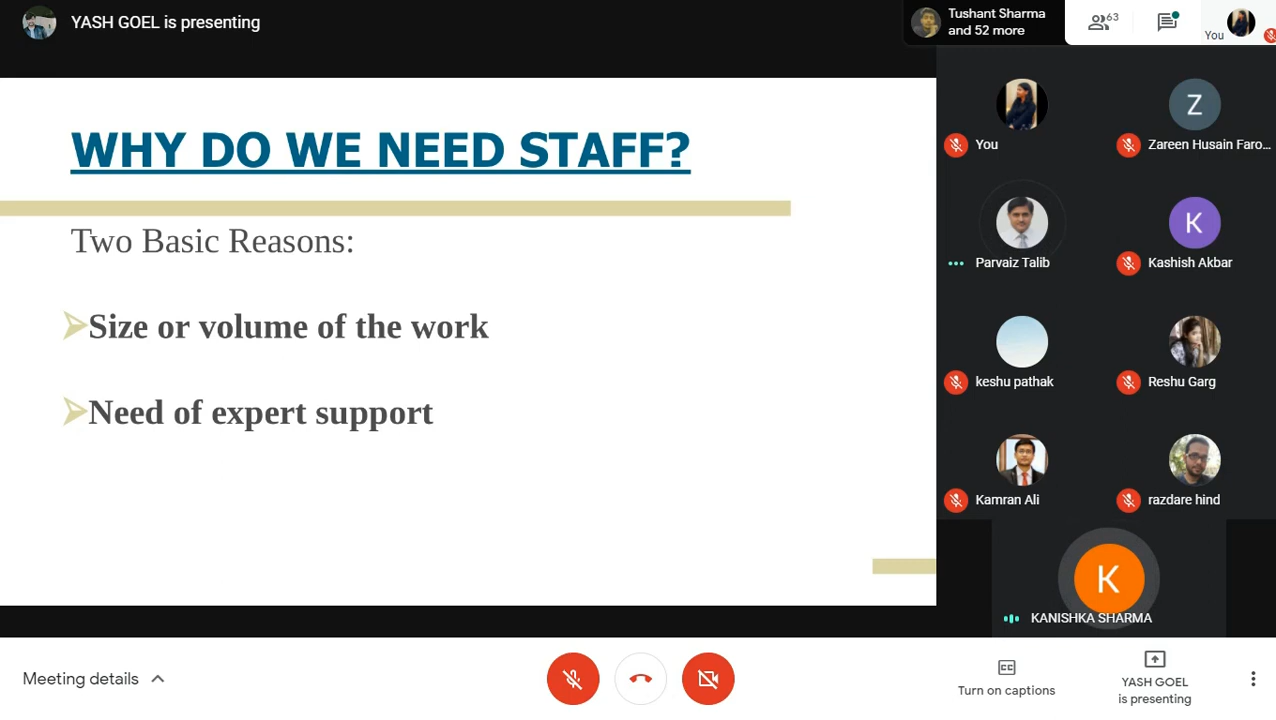 YASH GOEL is presenting
Tushant Sharma
and 52 more
63
You
WHY DO WE NEED STAFF?
Two Basic Reasons:
Size or volume of the work
Need of expert support
You
Z
Zareen Husain Faro...
Parvaiz Talib
K
Kashish Akbar
keshu pathak
Reshu Garg
Kamran Ali
razdare hind
K
KANISHKA SHARMA
Meeting details
CC
Turn on captions
YASH GOEL
is presenting